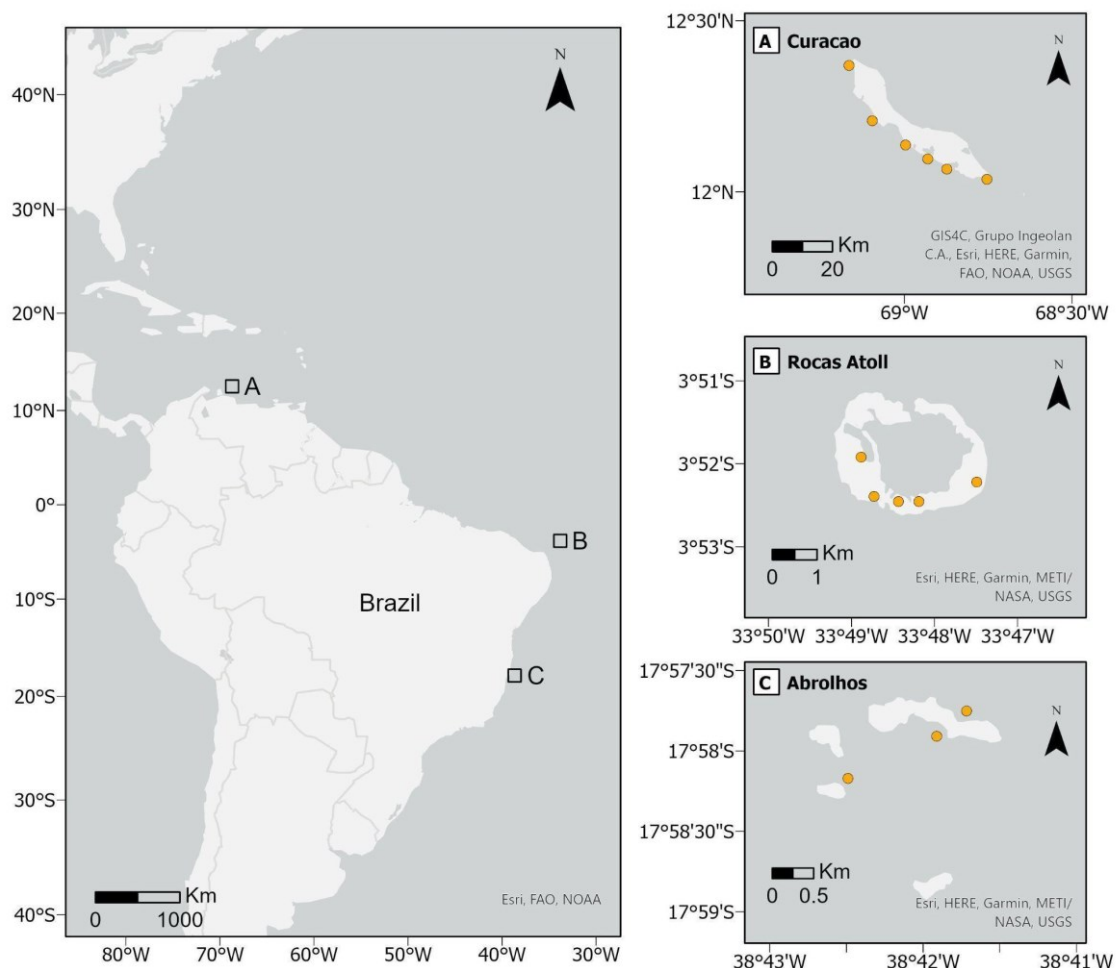 N
40°N
30°N
20°N
10°N
0°
10°S
20°S
30°S
40°S
A
B
C
Brazil
Km
0 1000
Esri, FAO, NOAA
80°W 70°W 60°W 50°W 40°W 30°W
A Curacao
N
12°30'N
12°N
Km
0 20
GIS4C, Grupo Ingeolan
C.A., Esri, HERE, Garmin,
FAO, NOAA, USGS
69°W 68°30'W
B Rocas Atoll
N
3°51'S
3°52'S
3°53'S
Km
0 1
Esri, HERE, Garmin, METI/
NASA, USGS
33°50'W 33°49'W 33°48'W 33°47'W
C Abrolhos
N
17°57'30"S
17°58'S
17°58'30"S
17°59'S
Km
0 0.5
Esri, HERE, Garmin, METI/
NASA, USGS
38°43'W 38°42'W 38°41'W